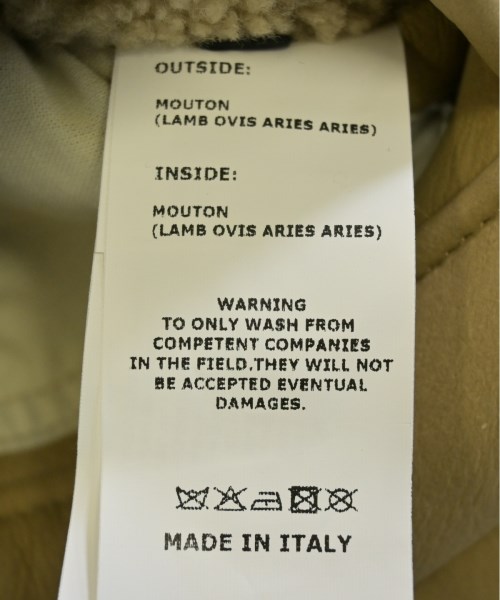 OUTSIDE:
MOUTON
(LAMB OVIS ARIES ARIES)
INSIDE:
MOUTON
(LAMB OVIS ARIES ARIES)
WARNING
TO ONLY WASH FROM
COMPETENT COMPANIES
IN THE FIELD.THEY WILL NOT
BE ACCEPTED EVENTUAL
DAMAGES.
MADE IN ITALY